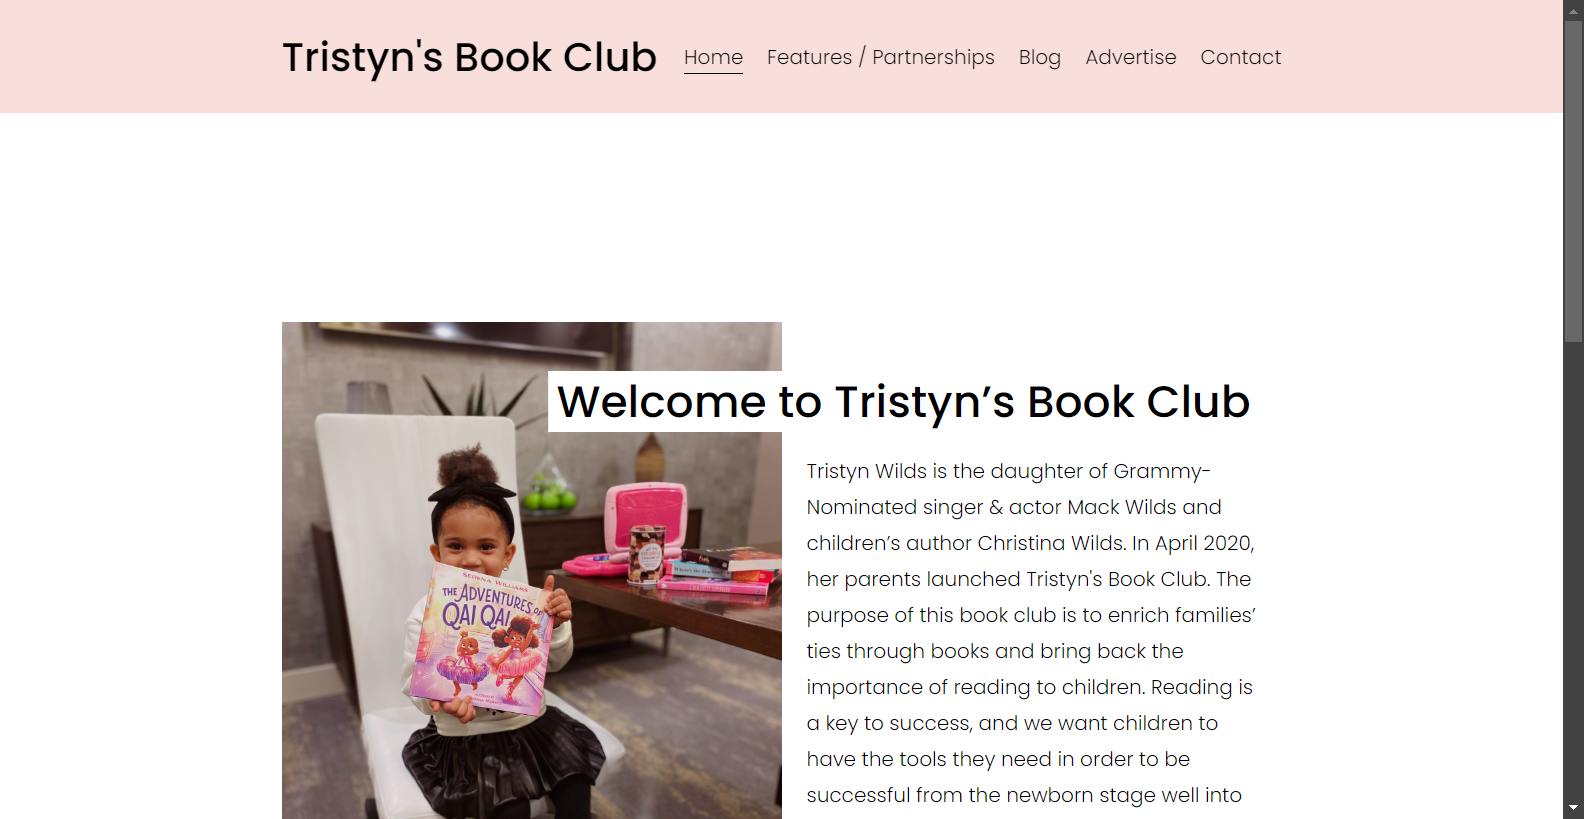 Tristyn's Book Club
Home
Features / Partnerships
Blog
Advertise
Contact
Welcome to Tristyn’s Book Club
Tristyn Wilds is the daughter of Grammy-
Nominated singer & actor Mack Wilds and
children’s author Christina Wilds. In April 2020,
her parents launched Tristyn's Book Club. The
purpose of this book club is to enrich families’
ties through books and bring back the
importance of reading to children. Reading is
a key to success, and we want children to
have the tools they need in order to be
successful from the newborn stage well into
SERENA WILLIAMS
THE ADVENTURES OF
QAI QAI